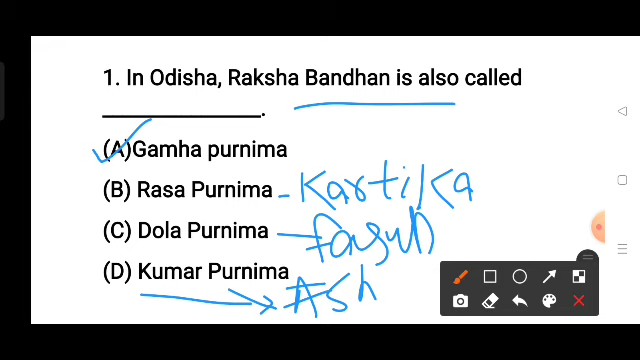 1. In Odisha, Raksha Bandhan is also called
____________.
(A)Gamha purnima
(B) Rasa Purnima - Kartika
(C) Dola Purnima - fagun
(D) Kumar Purnima
Ash